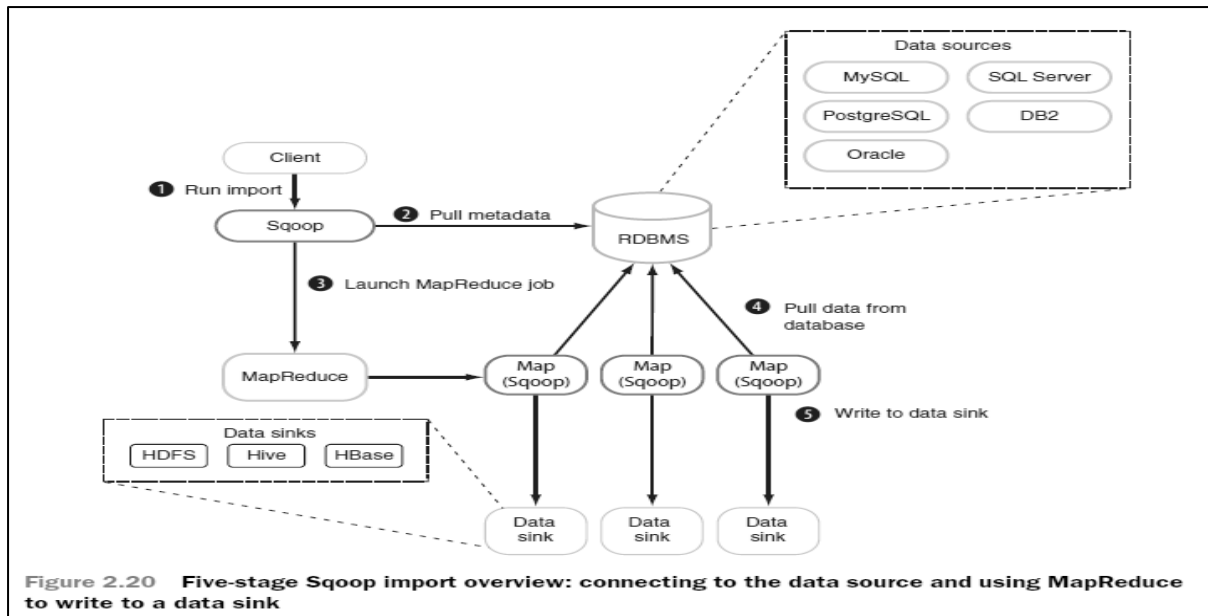 Data sources
MySQL
SQL Server
PostgreSQL
DB2
Oracle
Client
1 Run import
Sqoop
2 Pull metadata
RDBMS
3 Launch MapReduce job
4 Pull data from
database
MapReduce
Map
(Sqoop)
Map
(Sqoop)
Map
(Sqoop)
5 Write to data sink
Data sinks
HDFS
Hive
HBase
Data
sink
Data
sink
Data
sink
Figure 2.20 Five-stage Sqoop import overview: connecting to the data source and using MapReduce
to write to a data sink